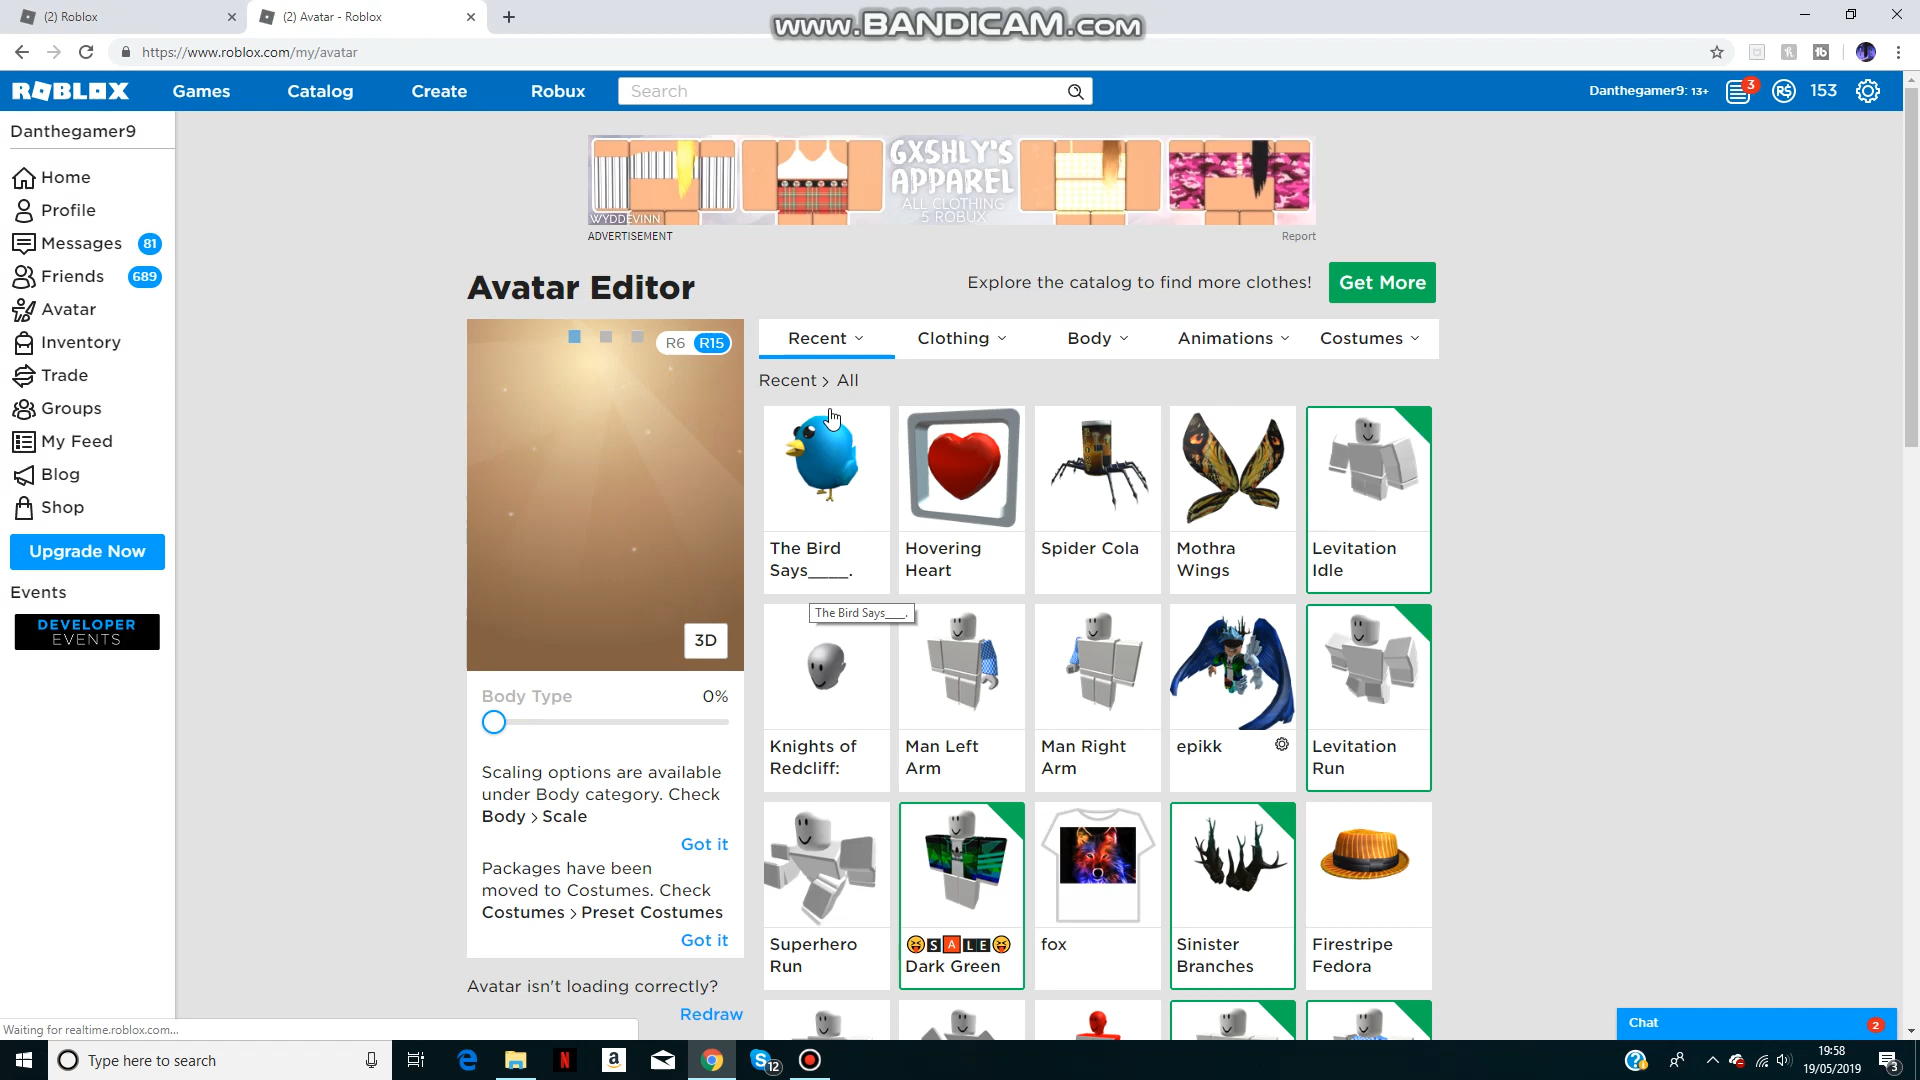 (2) Roblox
(2) Avatar - Roblox
www.BANDICAM.com
https://www.roblox.com/my/avatar
ROBLOX
Games
Catalog
Create
Robux
Search
Danthegamer9: 13+
3
R$
153
Danthegamer9
Home
Profile
Messages 81
Friends 689
Avatar
Inventory
Trade
Groups
My Feed
Blog
Shop
Upgrade Now
Events
DEVELOPER
EVENTS
GXSHLY'S
APPAREL
ALL CLOTHING
5 ROBUX
WYDDEVINN
ADVERTISEMENT
Report
Avatar Editor
Explore the catalog to find more clothes!
Get More
R6 R15
3D
Body Type 0%
Scaling options are available
under Body category. Check
Body > Scale
Got it
Packages have been
moved to Costumes. Check
Costumes > Preset Costumes
Got it
Avatar isn't loading correctly?
Redraw
Recent
Clothing
Body
Animations
Costumes
Recent > All
The Bird
Says____.
Hovering
Heart
Spider Cola
Mothra
Wings
Levitation
Idle
The Bird Says____.
Knights of
Redcliff:
Man Left
Arm
Man Right
Arm
epikk
Levitation
Run
Superhero
Run
😝🆂🅰🅻🅴😝
Dark Green
fox
Sinister
Branches
Firestripe
Fedora
Waiting for realtime.roblox.com...
Chat 2
Type here to search
12
19:58
19/05/2019
3